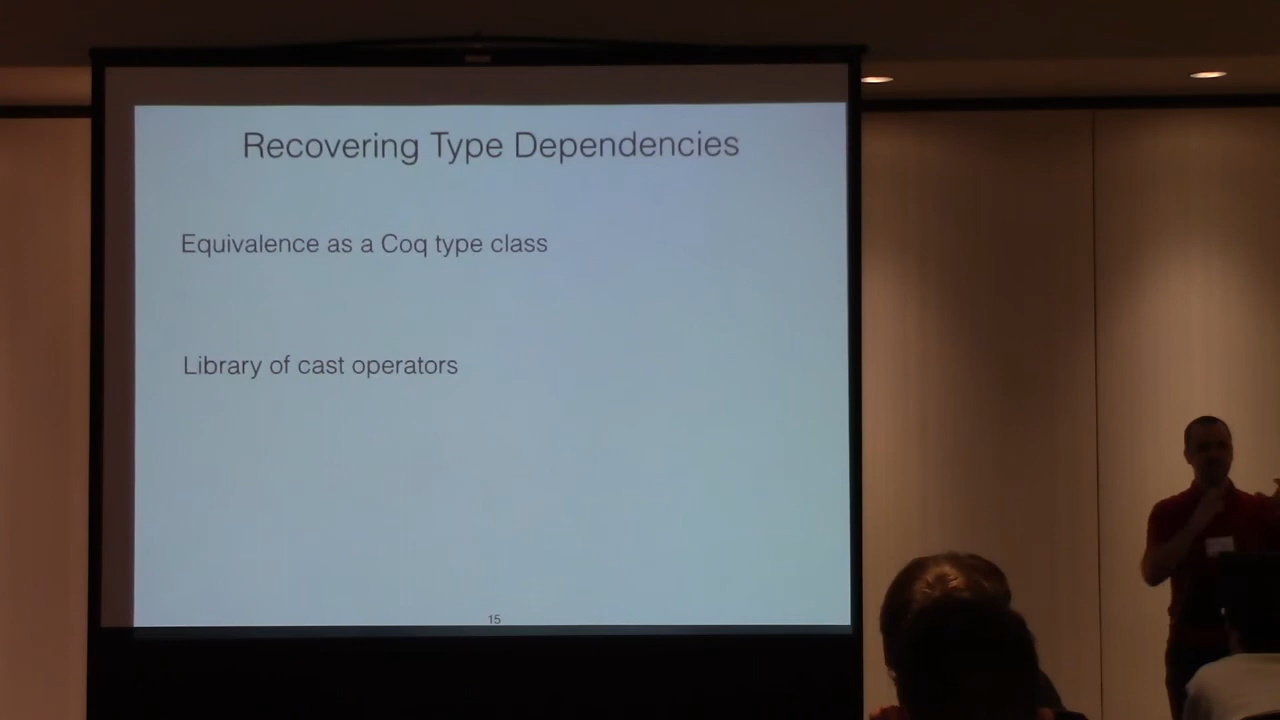 Recovering Type Dependencies
Equivalence as a Coq type class
Library of cast operators
15